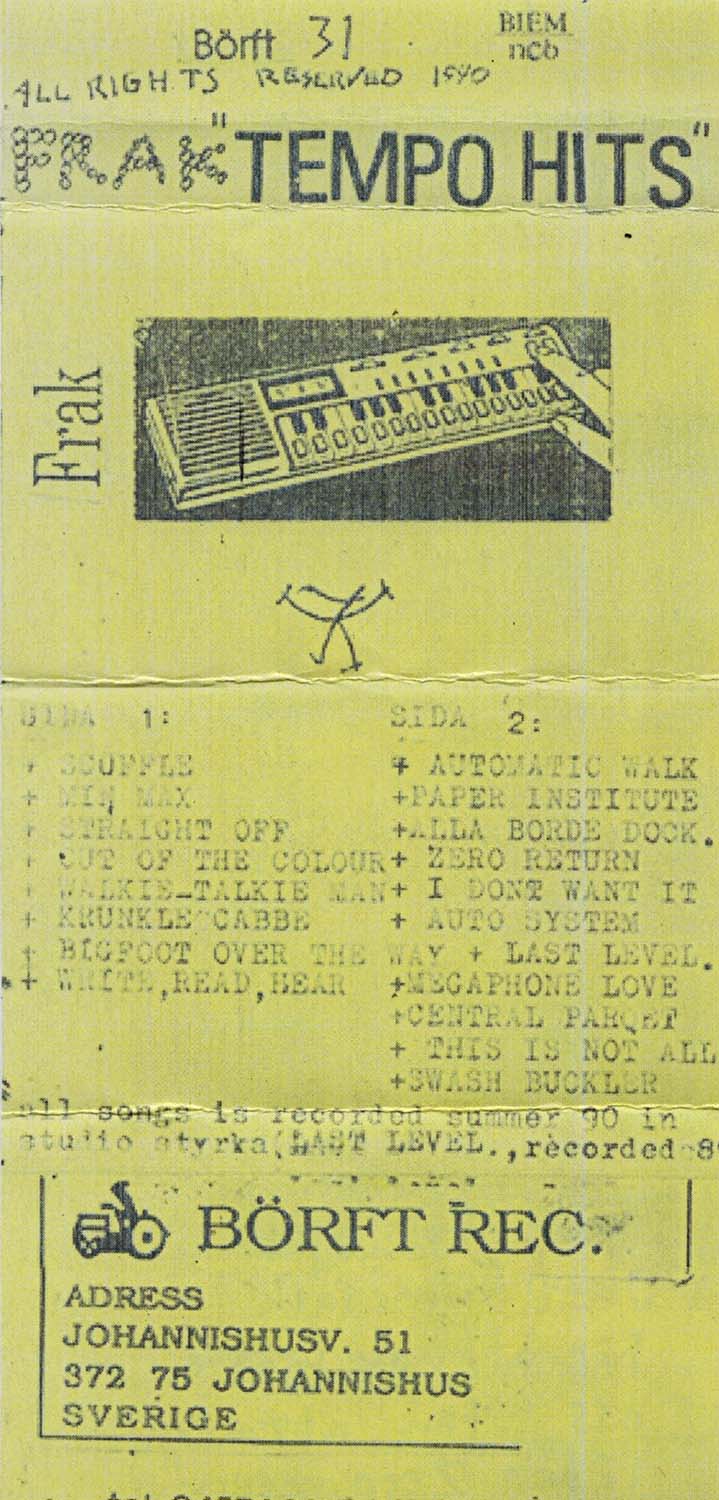 Börft 31
BIEM
ncb
ALL RIGHTS RESERVED 1990
FRAK "TEMPO HITS"
Frak
SIDA 1:
+ SCUFFLE
+ MIN MAX
+ STRAIGHT OFF
+ OUT OF THE COLOUR
+ WALKIE-TALKIE MAN
+ KRUNKLE CABBE
+ BIGFOOT OVER THE WAY
+ WRITE,READ,HEAR
SIDA 2:
+ AUTOMATIC WALK
+PAPER INSTITUTE
+ALLA BORDE DOCK.
+ ZERO RETURN
+ I DONT WANT IT
+ AUTO SYSTEM
+ LAST LEVEL.
+MEGAPHONE LOVE
+CENTRAL
+ THIS IS NOT ALL
+SWASH BUCKLER
all songs is recorded summer 90 in
studio styrka(LAST LEVEL.,recorded
BÖRFT REC.
ADRESS
JOHANNISHUSV. 51
372 75 JOHANNISHUS
SVERIGE